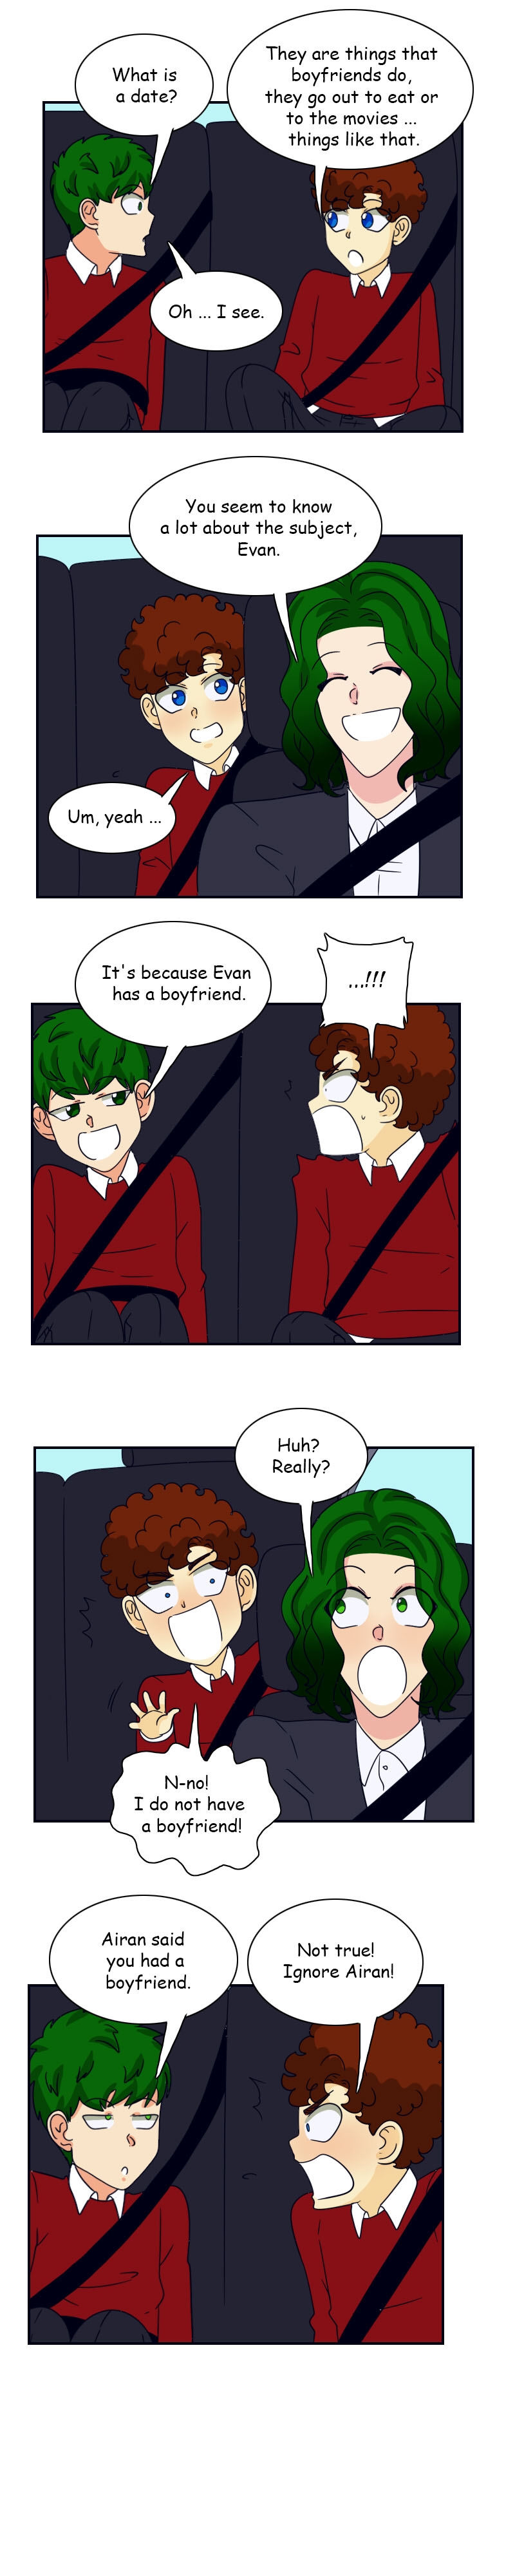 What is
a date?
They are things that
boyfriends do,
they go out to eat or
to the movies ...
things like that.
Oh ... I see.
You seem to know
a lot about the subject,
Evan.
Um, yeah ...
It's because Evan
has a boyfriend.
...!!!
Huh?
Really?
N-no!
I do not have
a boyfriend!
Airan said
you had a
boyfriend.
Not true!
Ignore Airan!